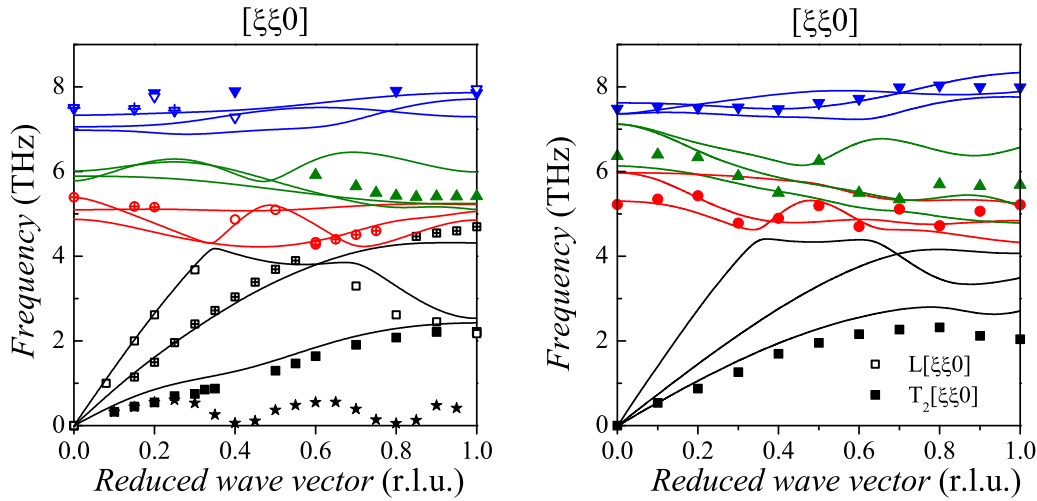 [ξξ0]
8
6
4
2
0
Frequency (THz)
0.0 0.2 0.4 0.6 0.8 1.0
Reduced wave vector (r.l.u.)
[ξξ0]
8
6
4
2
0
Frequency (THz)
L[ξξ0]
T₂[ξξ0]
0.0 0.2 0.4 0.6 0.8 1.0
Reduced wave vector (r.l.u.)